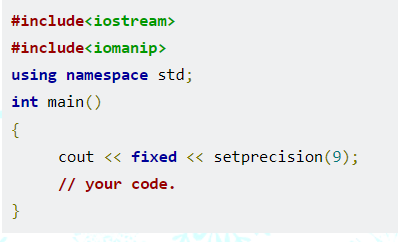 #include<iostream>
#include<iomanip>
using namespace std;
int main()
{
cout << fixed << setprecision(9);
// your code.
}